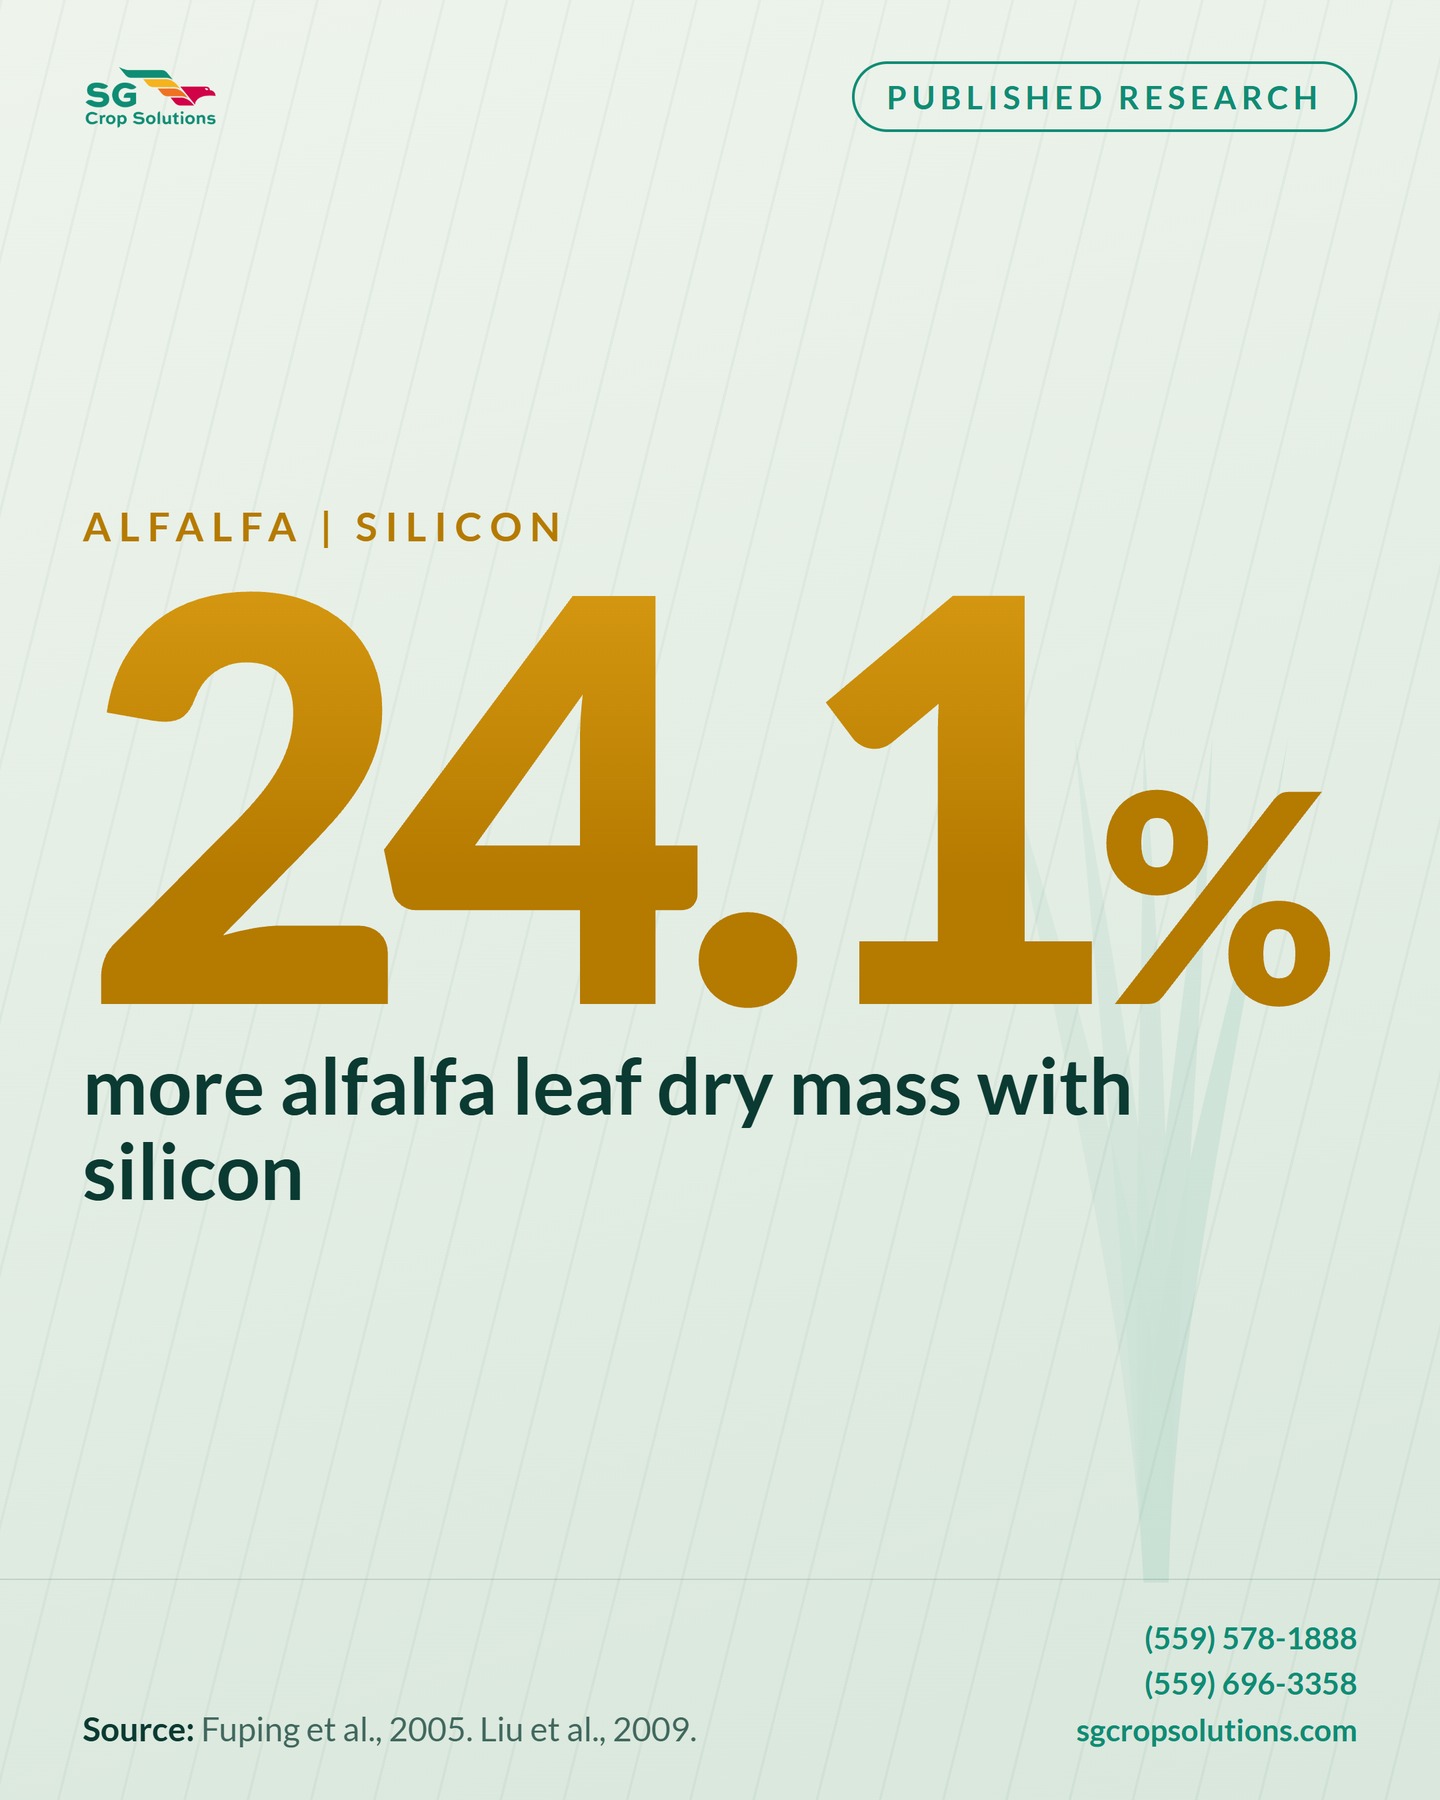 SG
Crop Solutions
PUBLISHED RESEARCH
ALFALFA | SILICON
24.1%
more alfalfa leaf dry mass with
silicon
(559) 578-1888
(559) 696-3358
Source: Fuping et al., 2005. Liu et al., 2009.
sgcropsolutions.com